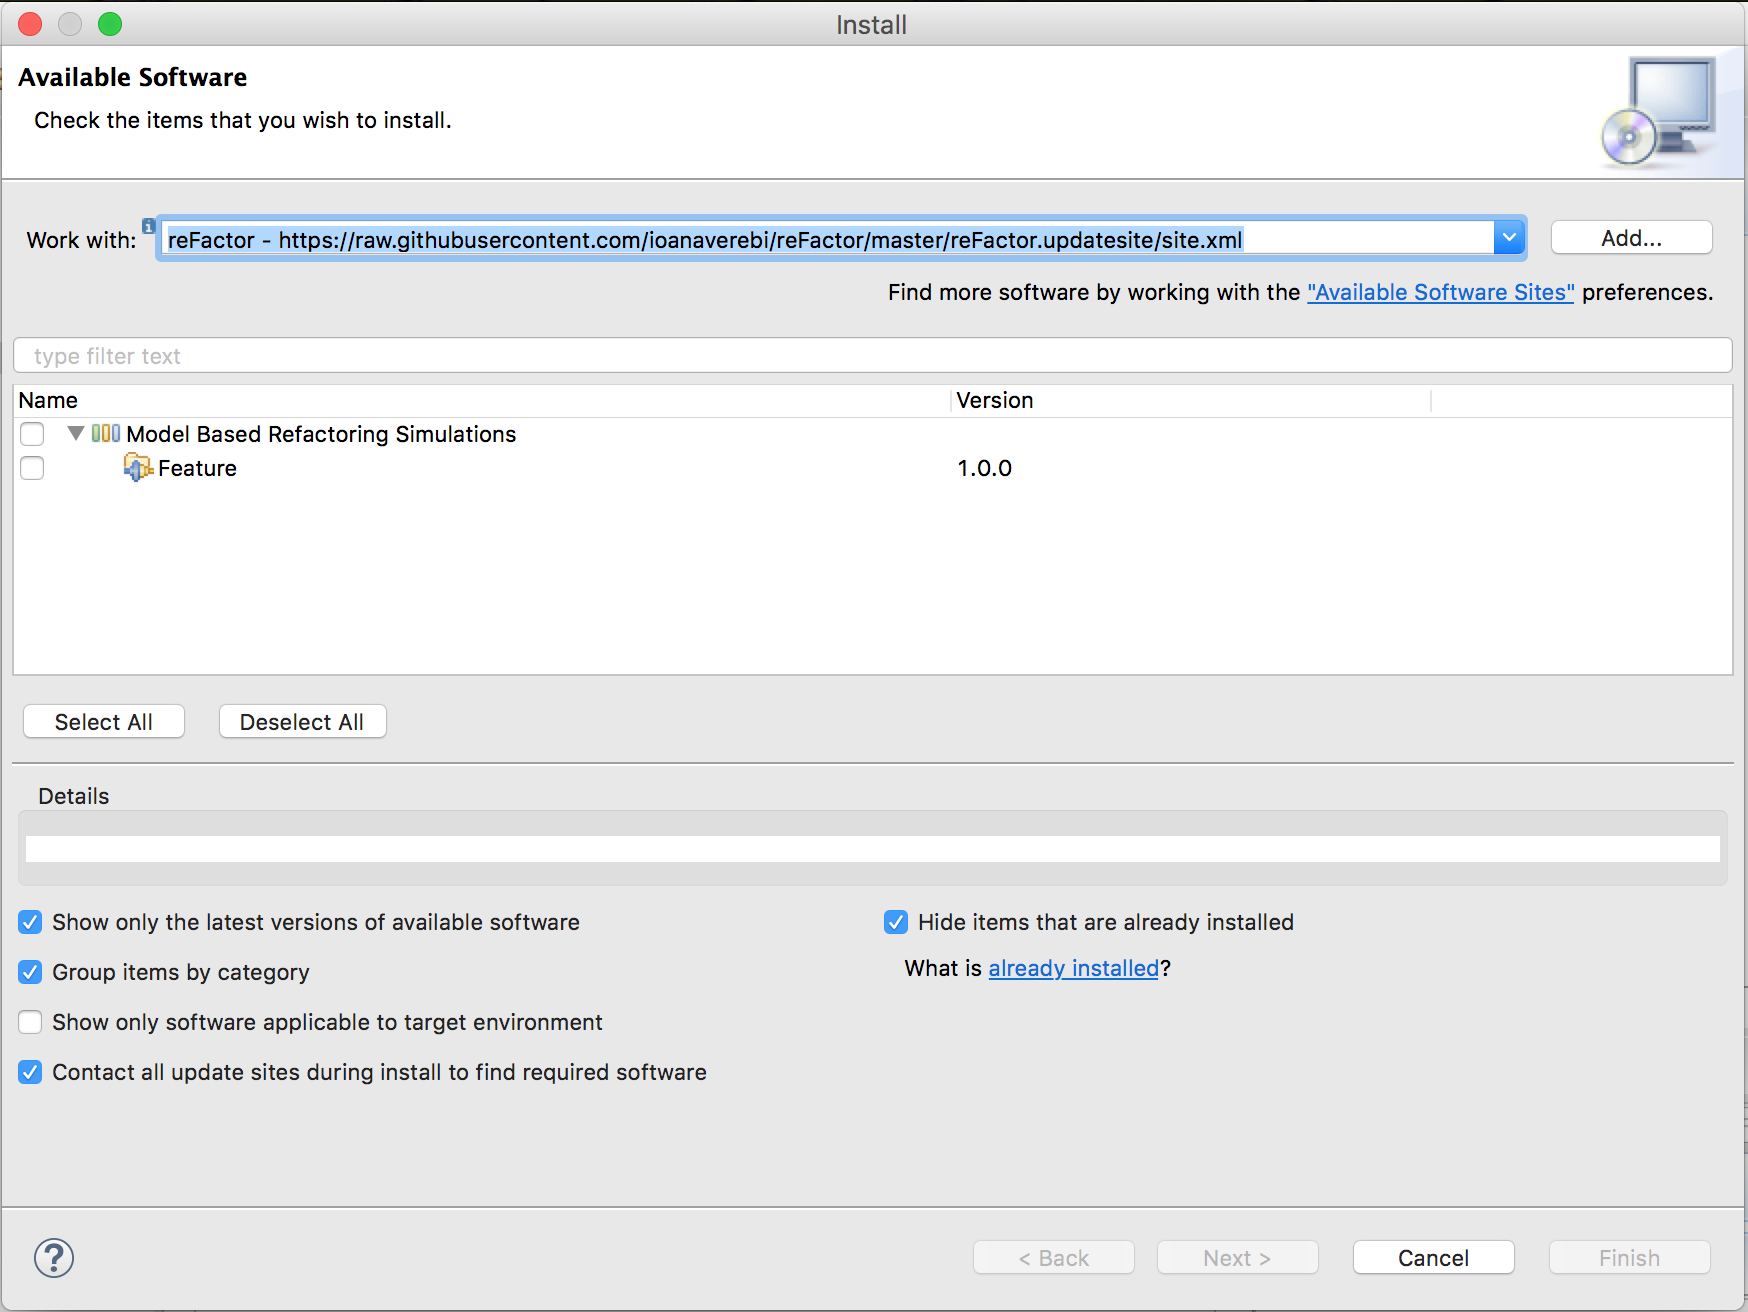 Install
Available Software
Check the items that you wish to install.
Work with: reFactor - https://raw.githubusercontent.com/ioanaverebi/reFactor/master/reFactor.updatesite/site.xml Add...
Find more software by working with the "Available Software Sites" preferences.
type filter text
Name Version
Model Based Refactoring Simulations
Feature 1.0.0
Select All Deselect All
Details
Show only the latest versions of available software Hide items that are already installed
Group items by category What is already installed?
Show only software applicable to target environment
Contact all update sites during install to find required software
? < Back Next > Cancel Finish